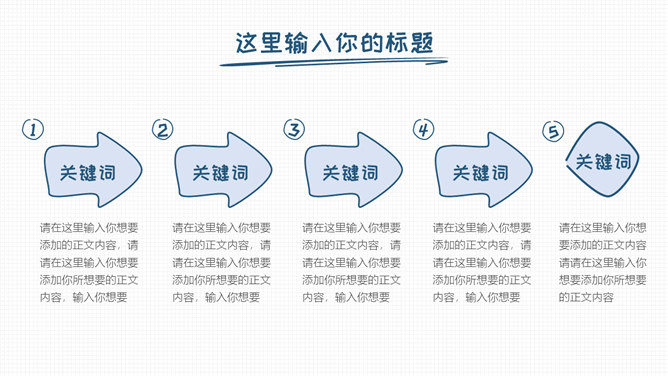 这里输入你的标题
1
关键词
请在这里输入你想要
添加的正文内容，请
请在这里输入你想要
添加你所想要的正文
内容，输入你想要
2
关键词
请在这里输入你想要
添加的正文内容，请
请在这里输入你想要
添加你所想要的正文
内容，输入你想要
3
关键词
请在这里输入你想要
添加的正文内容，请
请在这里输入你想要
添加你所想要的正文
内容，输入你想要
4
关键词
请在这里输入你想要
添加的正文内容，请
请在这里输入你想要
添加你所想要的正文
内容，输入你想要
5
关键词
请在这里输入你想
要添加的正文内容
请请在这里输入你
想要添加你所想要
的正文内容